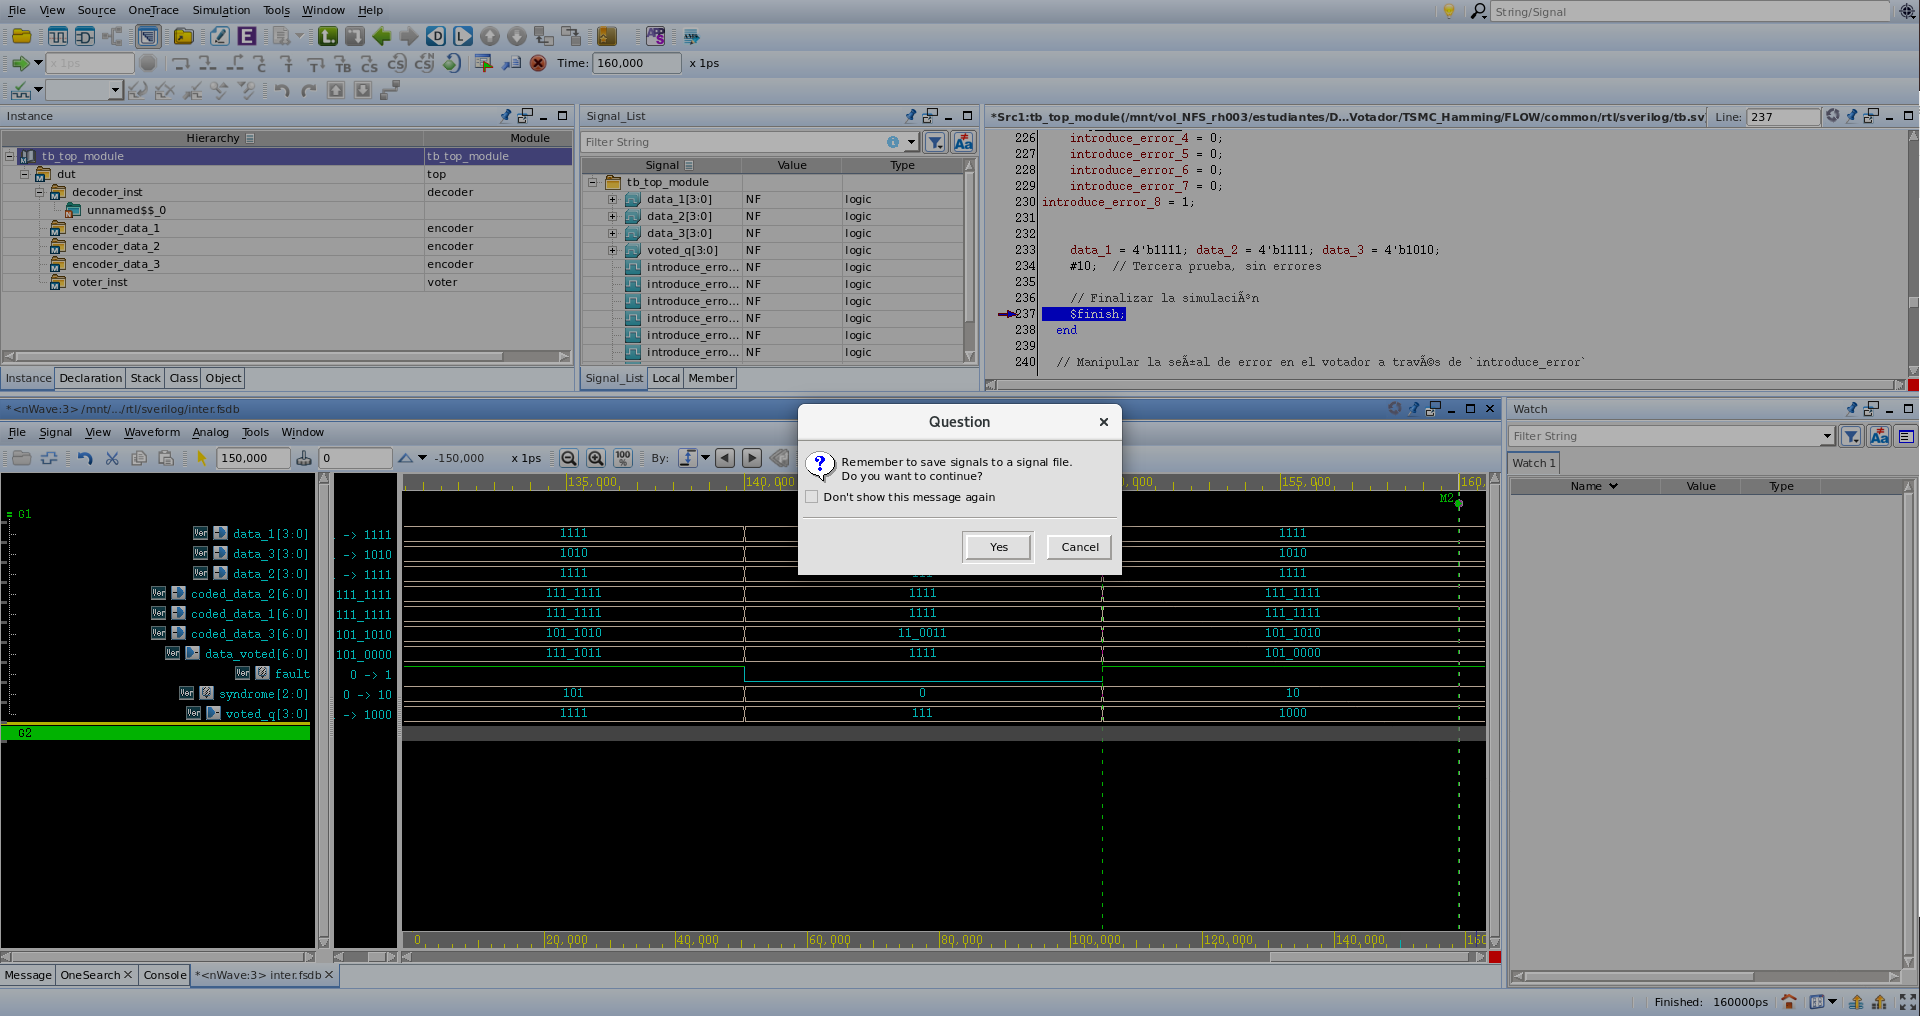 File View Source OneTrace Simulation Tools Window Help
String/Signal
x 1ps Time: 160,000 x 1ps
Instance
Hierarchy Module
tb_top_module tb_top_module
dut top
decoder_inst decoder
unnamed$$_0
encoder_data_1 encoder
encoder_data_2 encoder
encoder_data_3 encoder
voter_inst voter
Instance Declaration Stack Class Object
Signal_List
Filter String
Signal Value Type
tb_top_module
data_1[3:0] NF logic
data_2[3:0] NF logic
data_3[3:0] NF logic
voted_q[3:0] NF logic
introduce_erro... NF logic
introduce_erro... NF logic
introduce_erro... NF logic
introduce_erro... NF logic
introduce_erro... NF logic
introduce_erro... NF logic
Signal_List Local Member
*Src1:tb_top_module(/mnt/vol_NFS_rh003/estudiantes/D...Votador/TSMC_Hamming/FLOW/common/rtl/sverilog/tb.sv Line: 237
226 introduce_error_4 = 0;
227 introduce_error_5 = 0;
228 introduce_error_6 = 0;
229 introduce_error_7 = 0;
230 introduce_error_8 = 1;
231
232
233 data_1 = 4'b1111; data_2 = 4'b1111; data_3 = 4'b1010;
234 #10; // Tercera prueba, sin errores
235
236 // Finalizar la simulaciÃ³n
237 $finish;
238 end
239
240 // Manipular la seÃ±al de error en el votador a travÃ©s de `introduce_error`
*<nWave:3> /mnt/.../rtl/sverilog/inter.fsdb
File Signal View Waveform Analog Tools Window
150,000 0 -150,000 x 1ps 100% By:
135,000 140,000 0,000 155,000 160,
M2
G1
data_1[3:0] -> 1111 1111 1111
data_3[3:0] -> 1010 1010 1010
data_2[3:0] -> 1111 1111 111 1111
coded_data_2[6:0] 111_1111 111_1111 1111 111_1111
coded_data_1[6:0] 111_1111 111_1111 1111 111_1111
coded_data_3[6:0] 101_1010 101_1010 11_0011 101_1010
data_voted[6:0] 101_0000 111_1011 1111 101_0000
fault 0 -> 1
syndrome[2:0] 0 -> 10 101 0 10
voted_q[3:0] -> 1000 1111 111 1000
G2
0 20,000 40,000 60,000 80,000 100,000 120,000 140,000 160
Message OneSearch Console *<nWave:3> inter.fsdb
Question
Remember to save signals to a signal file.
Do you want to continue?
Don't show this message again
Yes Cancel
Watch
Filter String
Watch 1
Name Value Type
Finished: 160000ps